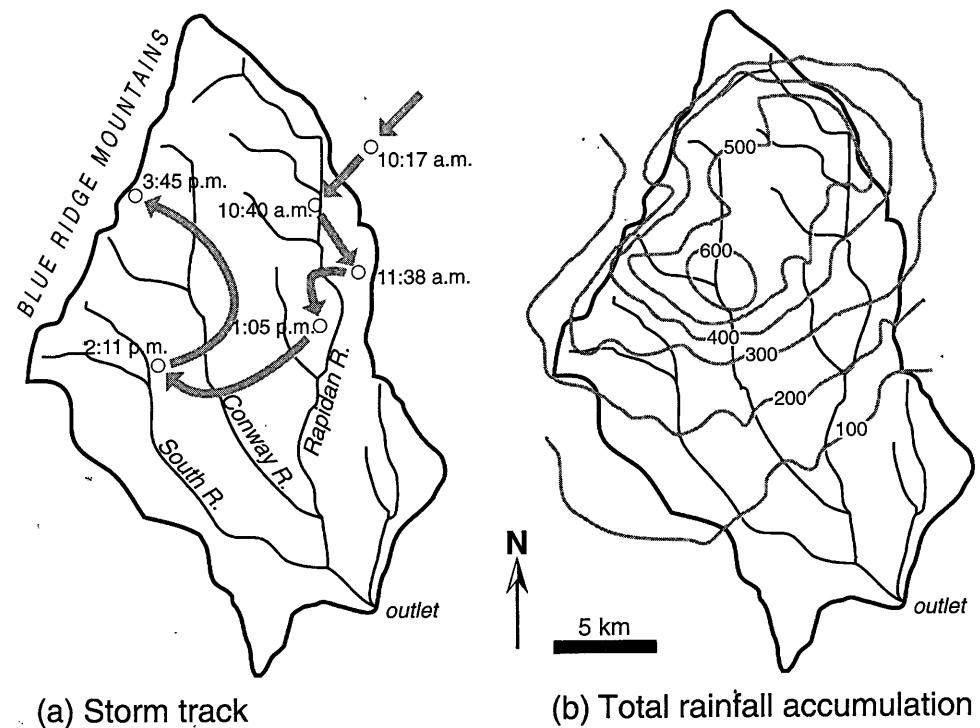 BLUE RIDGE MOUNTAINS
10:17 a.m.
3:45 p.m.
10:40 a.m.
11:38 a.m.
1:05 p.m.
2:11 p.m.
Rapidan R.
Conway R.
South R.
outlet
(a) Storm track
500
600
400
300
200
100
N
5 km
outlet
(b) Total rainfall accumulation